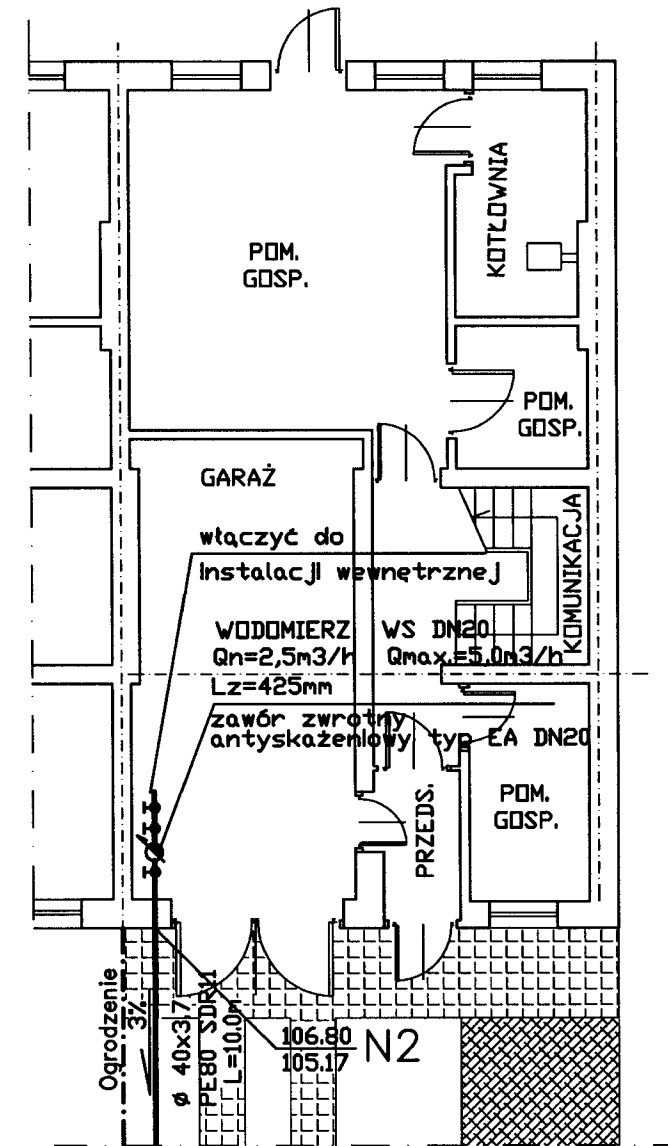 KOTŁOWNIA
POM.
GOSP.
POM.
GOSP.
GARAŻ
KOMUNIKACJA
włączyć do
instalacji wewnętrznej
WODOMIERZ WS DN20
Qn=2,5m3/h Qmax.=5,0m3/h
Lz=425mm
zawór zwrotny
antyskażeniowy typ EA DN20
PRZEDS.
POM.
GOSP.
Ogrodzenie
3%
ø 40x3,7
PE80 SDR11
L=10.0m
106.80
105.17
N2